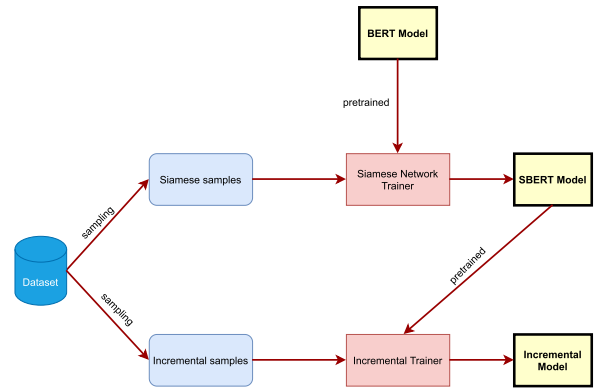 BERT Model
pretrained
Siamese samples
Siamese Network
Trainer
SBERT Model
sampling
Dataset
pretrained
sampling
Incremental samples
Incremental Trainer
Incremental
Model